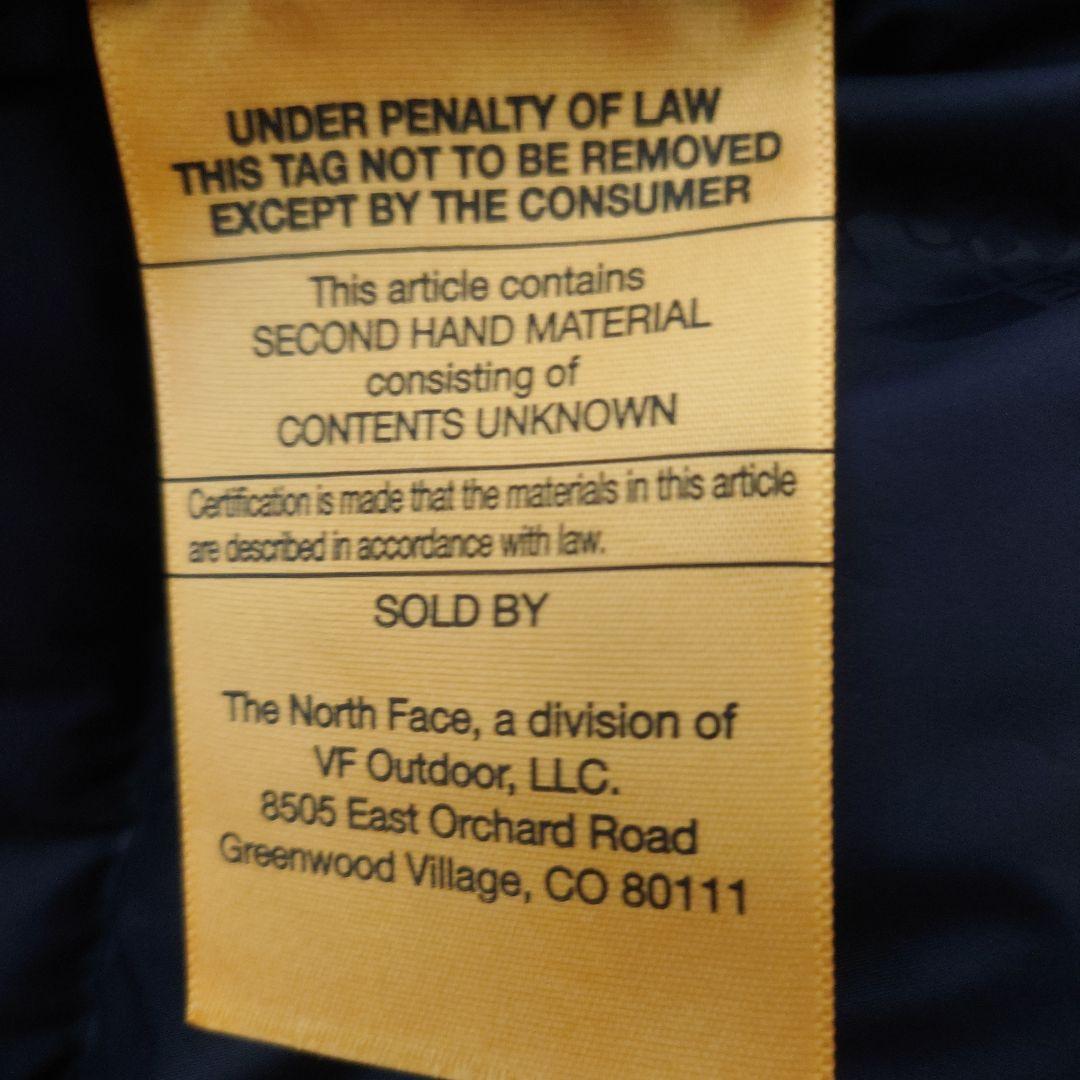 UNDER PENALTY OF LAW
THIS TAG NOT TO BE REMOVED
EXCEPT BY THE CONSUMER
This article contains
SECOND HAND MATERIAL
consisting of
CONTENTS UNKNOWN
Certification is made that the materials in this article
are described in accordance with law.
SOLD BY
The North Face, a division of
VF Outdoor, LLC.
8505 East Orchard Road
Greenwood Village, CO 80111